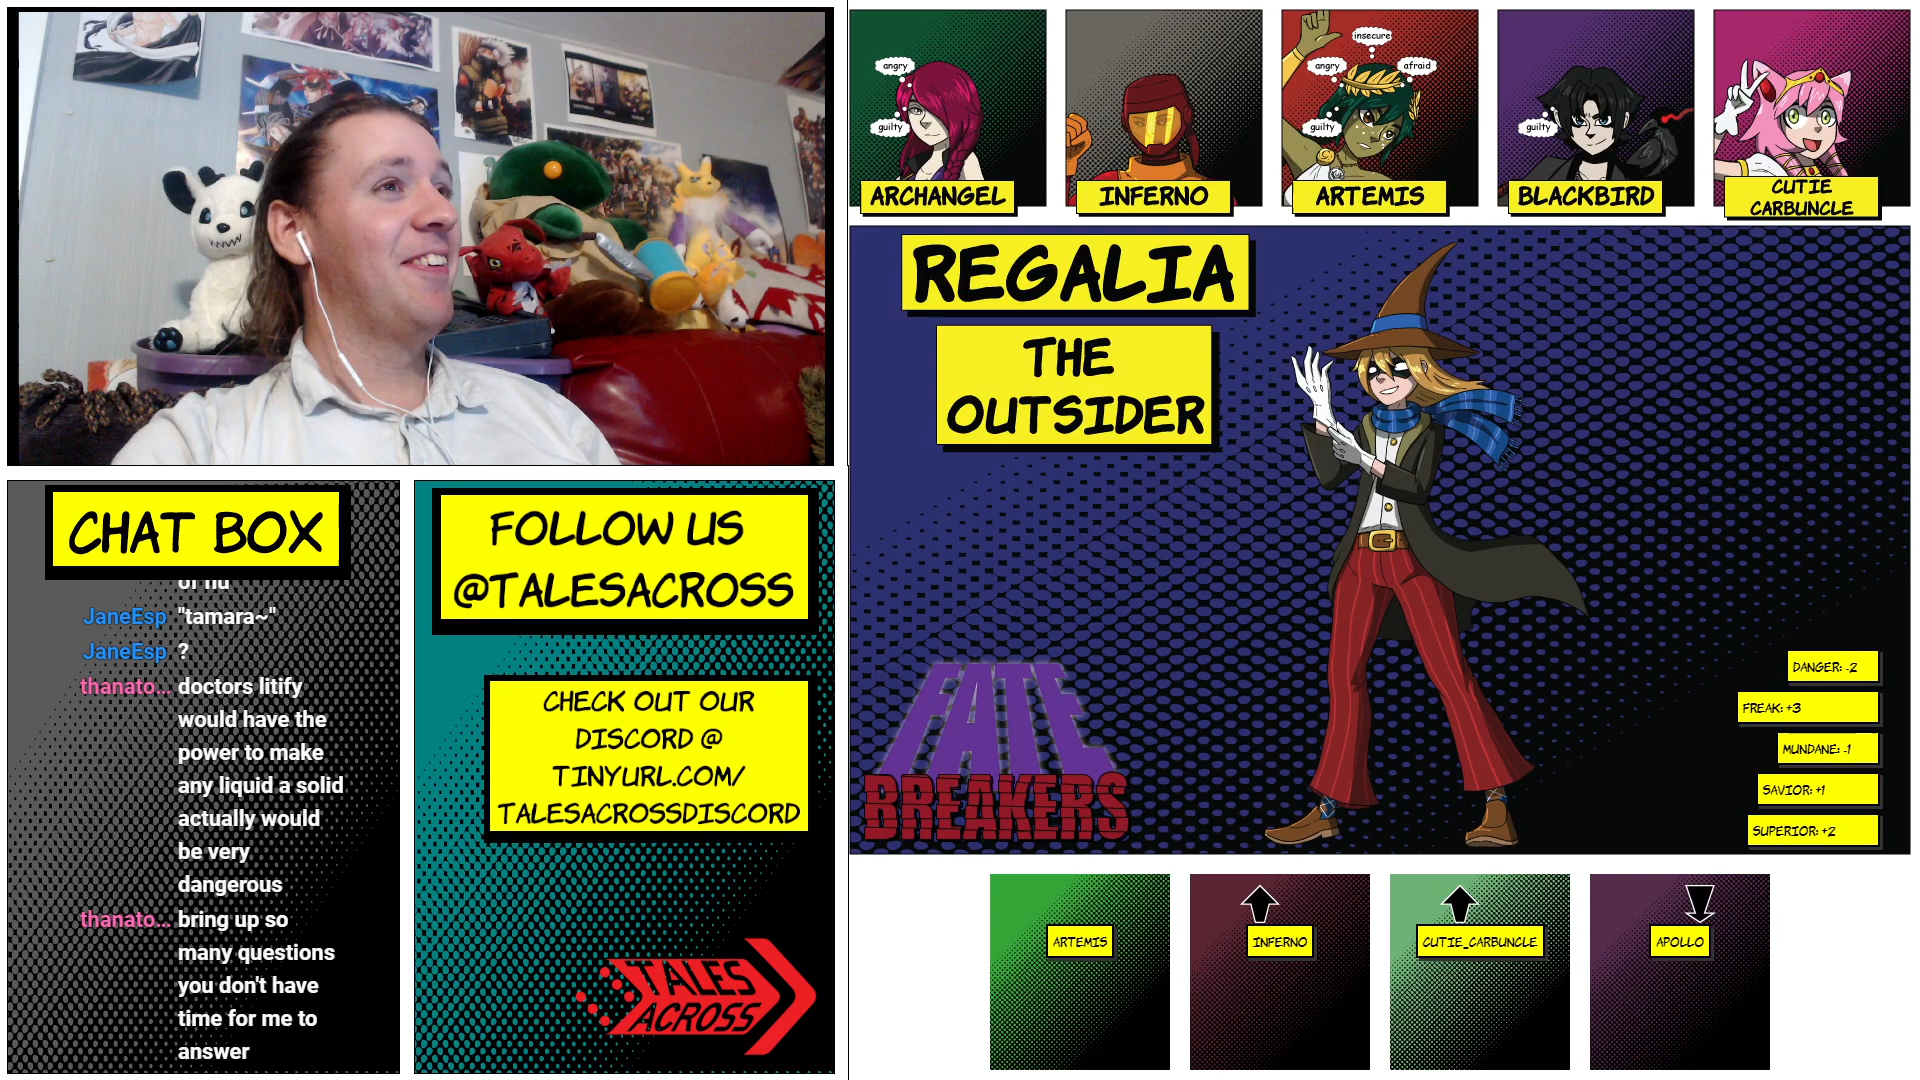 angry
guilty
ARCHANGEL
INFERNO
insecure
angry
afraid
guilty
ARTEMIS
guilty
BLACKBIRD
CUTIE
CARBUNCLE
REGALIA
THE
OUTSIDER
FATE
BREAKERS
DANGER: -2
FREAK: +3
MUNDANE: -1
SAVIOR: +1
SUPERIOR: +2
CHAT BOX
of nu
JaneEsp "tamara~"
JaneEsp ?
thanato... doctors litify
would have the
power to make
any liquid a solid
actually would
be very
dangerous
thanato... bring up so
many questions
you don't have
time for me to
answer
FOLLOW US
@TALESACROSS
CHECK OUT OUR
DISCORD @
TINYURL.COM/
TALESACROSSDISCORD
TALES
ACROSS
ARTEMIS
INFERNO
CUTIE_CARBUNCLE
APOLLO